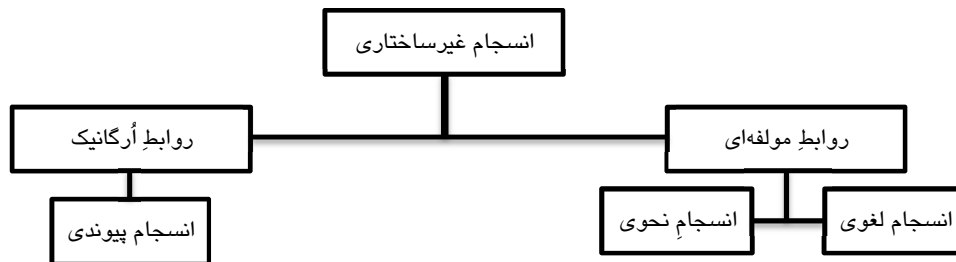 انسجام غیرساختاری
روابطِ مولفه‌ای
روابطِ اُرگانیک
انسجام لغوی
انسجامِ نحوی
انسجام پیوندی